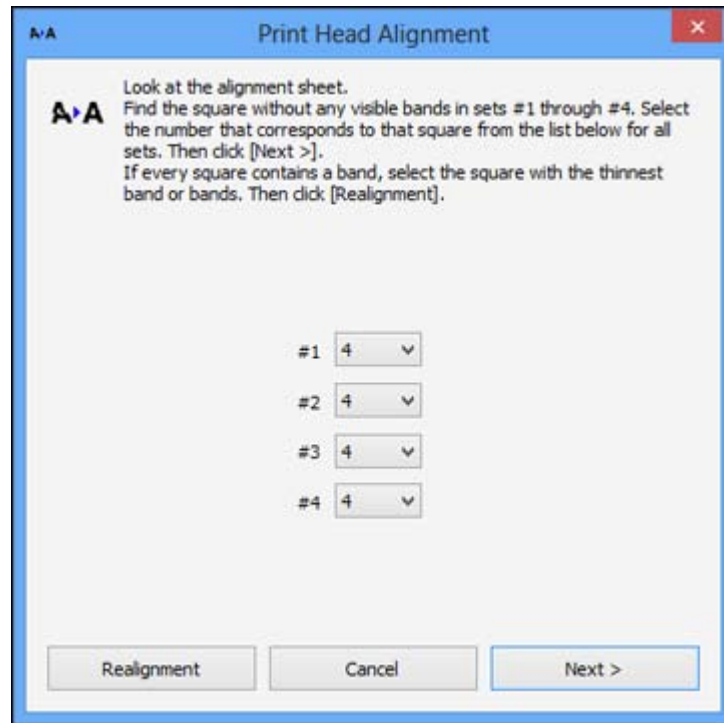 A▸A
Print Head Alignment
A▸A
Look at the alignment sheet.
Find the square without any visible bands in sets #1 through #4. Select
the number that corresponds to that square from the list below for all
sets. Then click [Next >].
If every square contains a band, select the square with the thinnest
band or bands. Then click [Realignment].
#1 4
#2 4
#3 4
#4 4
Realignment Cancel Next >